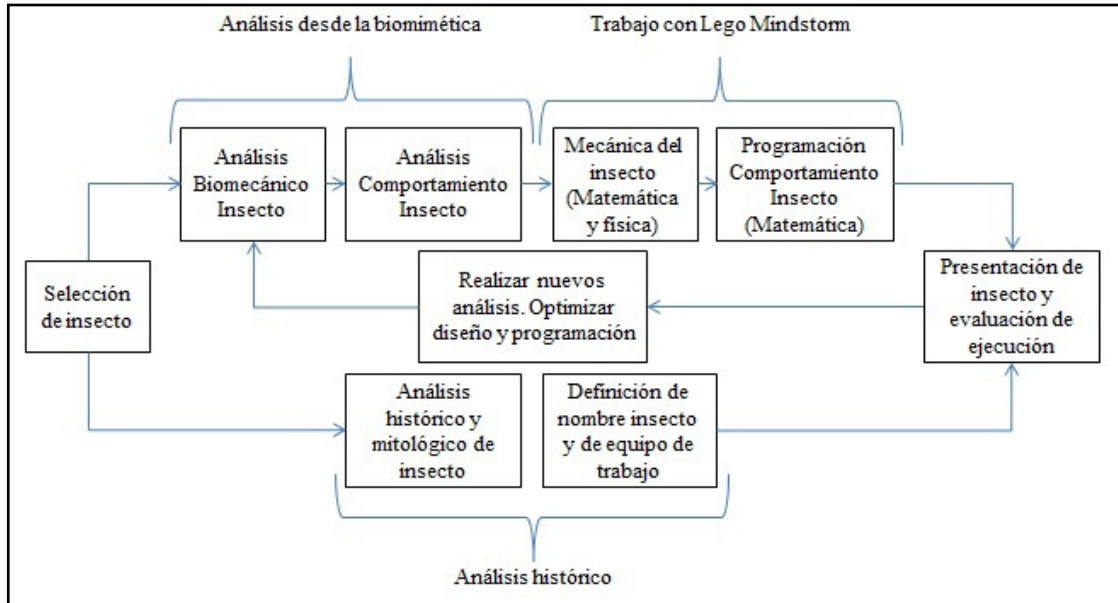 Análisis desde la biomimética
Trabajo con Lego Mindstorm
Análisis
Biomecánico
Insecto
Análisis
Comportamiento
Insecto
Mecánica del
insecto
(Matemática
y física)
Programación
Comportamiento
Insecto
(Matemática)
Selección
de insecto
Realizar nuevos
análisis. Optimizar
diseño y programación
Presentación de
insecto y
evaluación de
ejecución
Análisis
histórico y
mitológico de
insecto
Definición de
nombre insecto
y de equipo de
trabajo
Análisis histórico